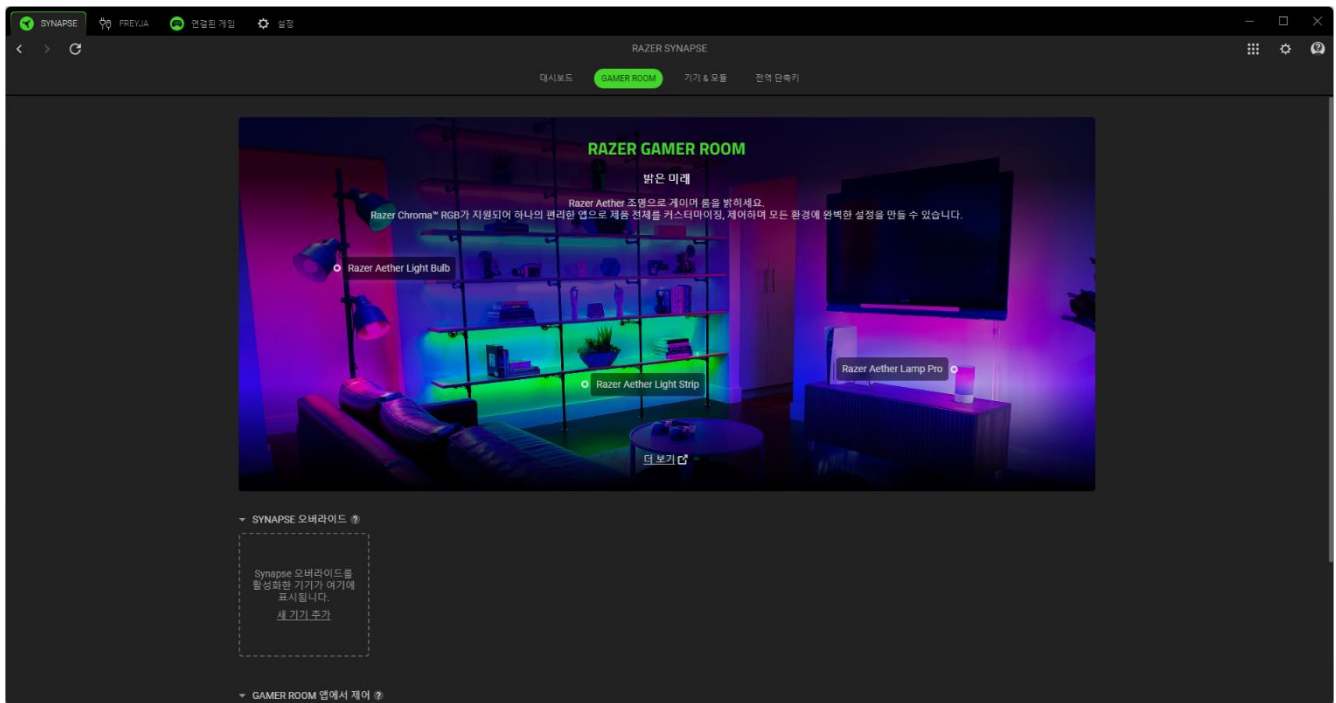 SYNAPSE
FREYJA
연결된 게임
설정
RAZER SYNAPSE
대시보드
GAMER ROOM
기기 & 모듈
전역 단축키
RAZER GAMER ROOM
밝은 미래
Razer Aether 조명으로 게이머 룸을 밝히세요.
Razer Chroma™ RGB가 지원되어 하나의 편리한 앱으로 제품 전체를 커스터마이징, 제어하며 모든 환경에 완벽한 설정을 만들 수 있습니다.
Razer Aether Light Bulb
Razer Aether Lamp Pro
Razer Aether Light Strip
더 보기
SYNAPSE 오버라이드 ?
Synapse 오버라이드를
활성화한 기기가 여기에
표시됩니다.
새 기기 추가
GAMER ROOM 앱에서 제어 ?